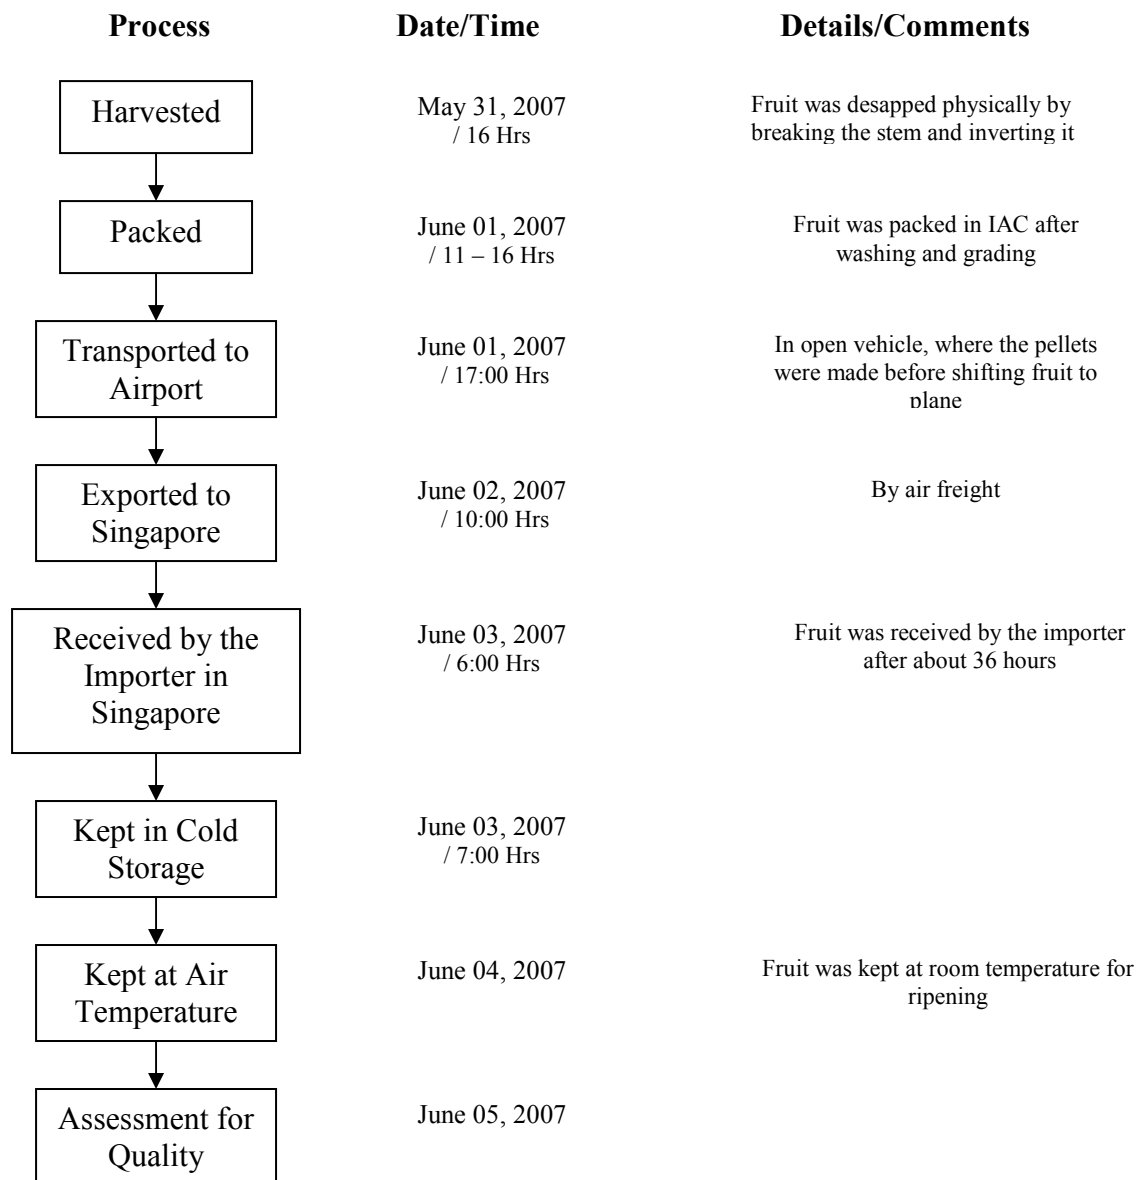 Process Date/Time Details/Comments
Harvested
May 31, 2007
/ 16 Hrs
Fruit was desapped physically by
breaking the stem and inverting it
Packed
June 01, 2007
/ 11 – 16 Hrs
Fruit was packed in IAC after
washing and grading
Transported to
Airport
June 01, 2007
/ 17:00 Hrs
In open vehicle, where the pellets
were made before shifting fruit to
plane
Exported to
Singapore
June 02, 2007
/ 10:00 Hrs
By air freight
Received by the
Importer in
Singapore
June 03, 2007
/ 6:00 Hrs
Fruit was received by the importer
after about 36 hours
Kept in Cold
Storage
June 03, 2007
/ 7:00 Hrs
Kept at Air
Temperature
June 04, 2007
Fruit was kept at room temperature for
ripening
Assessment for
Quality
June 05, 2007